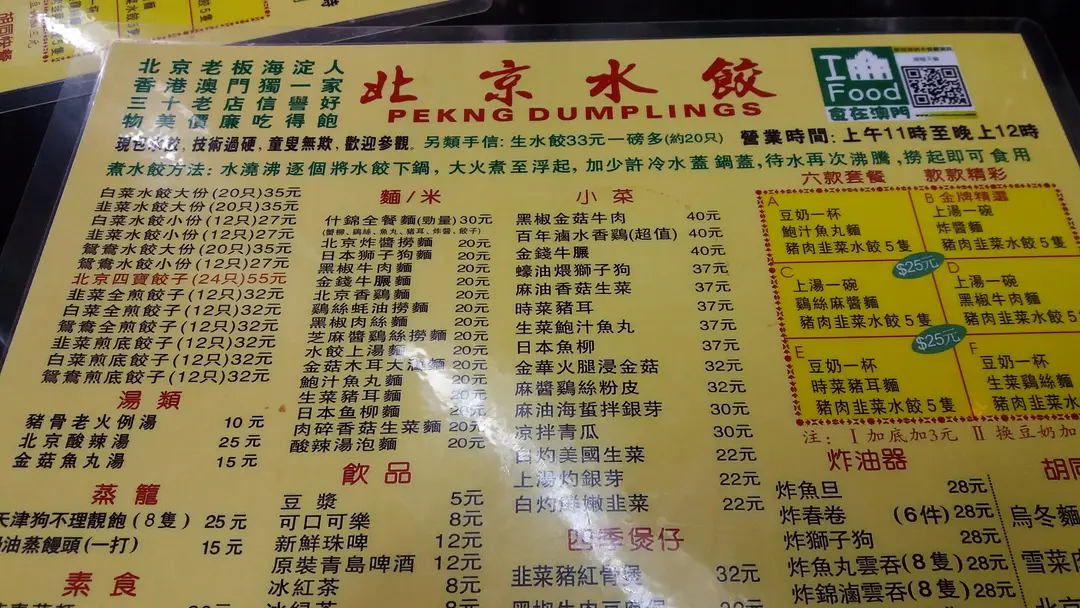 北京老板海淀人
香港澳門獨一家
三十老店信譽好
物美價廉吃得飽
北京水餃
PEKNG DUMPLINGS
I
Food
食在澳門
現包水餃，技術過硬，童叟無欺，歡迎參觀。另類手信：生水餃33元一磅多(約20只)
營業時間：上午11時至晚上12時
煮水餃方法：水澆沸逐個將水餃下鍋，大火煮至浮起，加少許冷水蓋鍋蓋，待水再次沸騰，撈起即可食用
白菜水餃大份(20只)35元
韭菜水餃大份(20只)35元
白菜水餃小份(12只)27元
韭菜水餃小份(12只)27元
鴛鴦水餃大份(20只)35元
鴛鴦水餃小份(12只)27元
北京四寶餃子(24只)55元
韭菜全煎餃子(12只)32元
白菜全煎餃子(12只)32元
鴛鴦全煎餃子(12只)32元
韭菜煎底餃子(12只)32元
白菜煎底餃子(12只)32元
鴛鴦煎底餃子(12只)32元
湯類
豬骨老火例湯 10元
北京酸辣湯 25元
金菇魚丸湯 15元
蒸籠
天津狗不理靚飽(8隻) 25元
油蒸饅頭(一打) 15元
素食
麵/米
什錦全餐麵(勁量)30元
(蟹柳、鷄絲、魚丸、豬耳、炸醬、餃子)
北京炸醬撈麵 20元
日本獅子狗麵 20元
黑椒牛肉麵 20元
金錢牛𦟌麵 20元
北京香鷄麵 20元
鷄絲蚝油撈麵 20元
黑椒肉絲麵 20元
芝麻醬鷄絲撈麵 20元
水餃上湯麵 20元
金菇木耳大滷麵 20元
鮑汁魚丸麵 20元
生菜豬耳麵 20元
日本魚柳麵 20元
肉碎香菇生菜麵 20元
酸辣湯泡麵 20元
飲品
豆漿 5元
可口可樂 8元
新鮮珠啤 12元
原裝青島啤酒 12元
冰紅茶 8元
小菜
黑椒金菇牛肉 40元
百年滷水香鷄(超值) 40元
金錢牛𦟌 40元
蠔油煨獅子狗 37元
麻油香菇生菜 37元
時菜豬耳 37元
生菜鮑汁魚丸 37元
日本魚柳 37元
金華火腿浸金菇 32元
麻醬鷄絲粉皮 32元
麻油海蜇拌銀芽 30元
凉拌青瓜 30元
白灼美國生菜 22元
上湯灼銀芽 22元
白灼鮮嫩韭菜 22元
四季煲仔
韭菜豬紅骨煲 32元
六款套餐 款款精彩
A
豆奶一杯
鮑汁魚丸麵
豬肉韭菜水餃5隻
B 金牌精選
上湯一碗
炸醬麵
豬肉韭菜水餃5隻
$25元
C
上湯一碗
鷄絲麻醬麵
豬肉韭菜水餃5隻
D
上湯一碗
黑椒牛肉麵
豬肉韭菜水餃5
$25元
E
豆奶一杯
時菜豬耳麵
豬肉韭菜水餃5隻
F
豆奶一杯
生菜鷄絲麵
豬肉韭菜水餃5
注：I加底加3元 II換豆奶加
炸油器
炸魚旦 28元
炸春卷 (6件)28元
炸獅子狗 28元
炸魚丸雲吞(8隻)28元
炸錦滷雲吞(8隻)28元
胡同
烏冬麵
雪菜肉